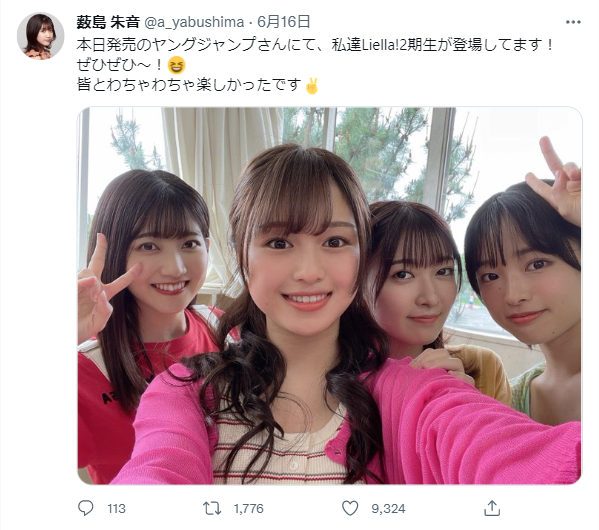 薮島 朱音 @a_yabushima · 6月16日
本日発売のヤングジャンプさんにて、私達Liella!2期生が登場してます！
ぜひぜひ〜！😆
皆とわちゃわちゃ楽しかったです✌
113 1,776 9,324